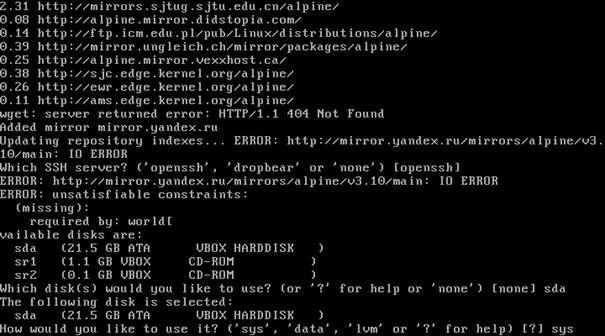 2.31 http://mirrors.sjtug.sjtu.edu.cn/alpine/
0.08 http://alpine.mirror.didstopia.com/
0.14 http://ftp.icm.edu.pl/pub/Linux/distributions/alpine/
0.39 http://mirror.ungleich.ch/mirror/packages/alpine/
0.25 http://alpine.mirror.vexxhost.ca/
0.38 http://sjc.edge.kernel.org/alpine/
0.26 http://ewr.edge.kernel.org/alpine/
0.11 http://ams.edge.kernel.org/alpine/
wget: server returned error: HTTP/1.1 404 Not Found
Added mirror mirror.yandex.ru
Updating repository indexes... ERROR: http://mirror.yandex.ru/mirrors/alpine/v3.
10/main: IO ERROR
Which SSH server? ('openssh', 'dropbear' or 'none') [openssh]
ERROR: http://mirror.yandex.ru/mirrors/alpine/v3.10/main: IO ERROR
ERROR: unsatisfiable constraints:
(missing):
required by: world[
vailable disks are:
sda (21.5 GB ATA VBOX HARDDISK )
sr1 (1.1 GB VBOX CD-ROM )
sr2 (0.1 GB VBOX CD-ROM )
Which disk(s) would you like to use? (or '?' for help or 'none') [none] sda
The following disk is selected:
sda (21.5 GB ATA VBOX HARDDISK )
How would you like to use it? ('sys', 'data', 'lvm' or '?' for help) [?] sys